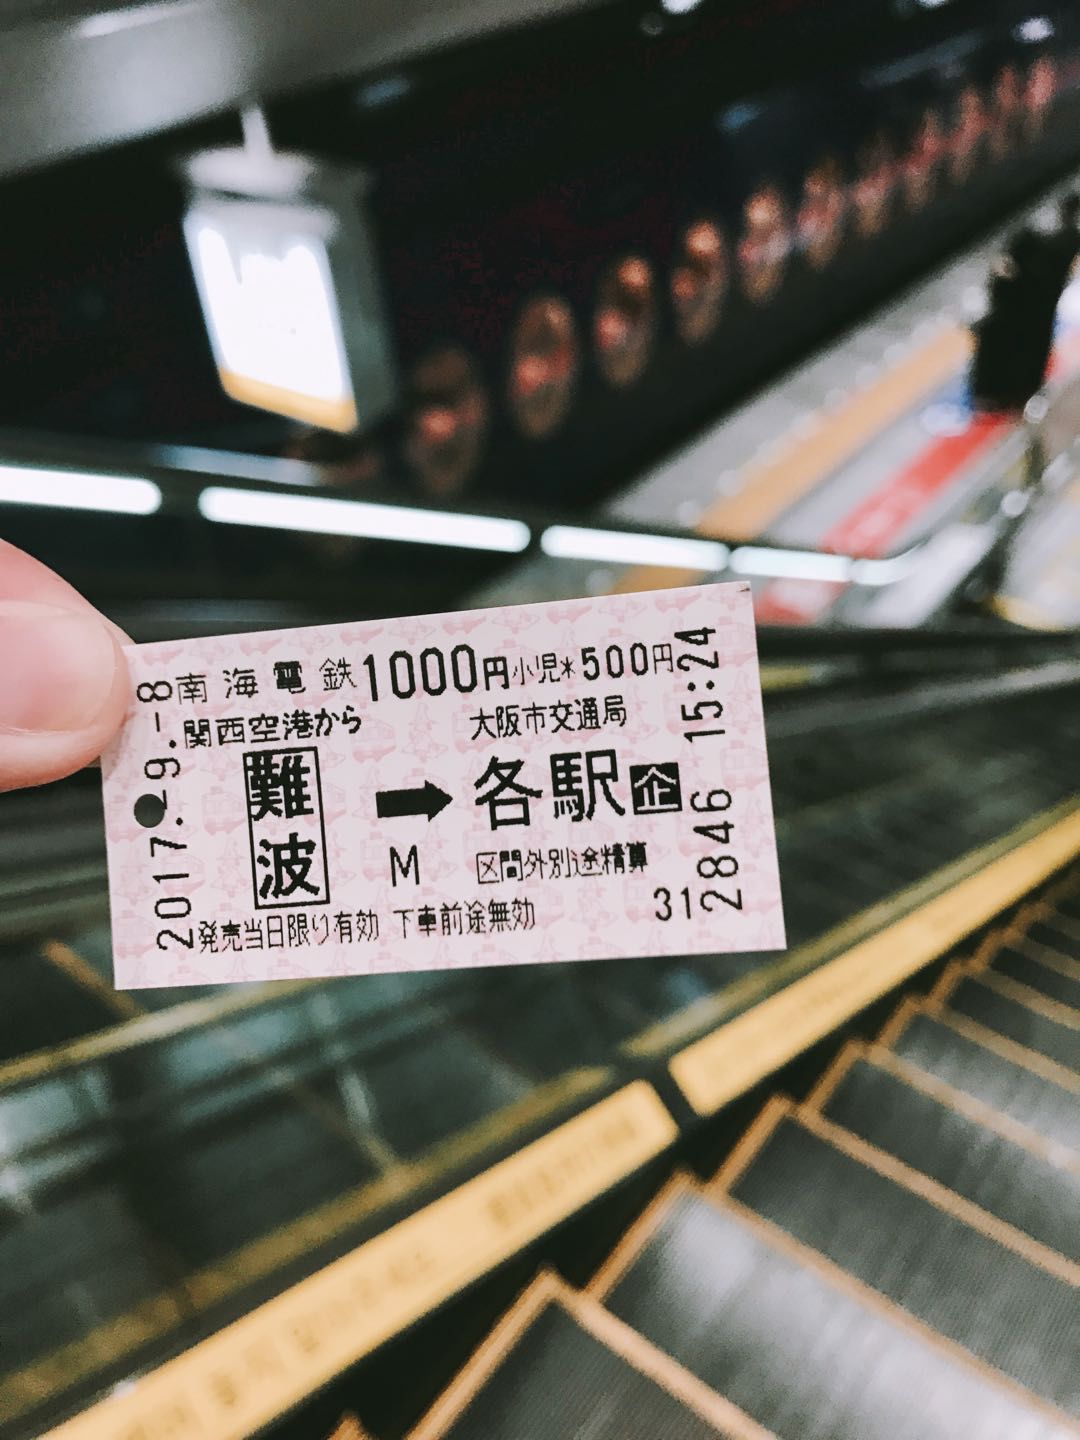 南海電鉄 1000円 小児* 500円
関西空港から 大阪市交通局
難波 ➡ 各駅 企
M 区間外別途精算
発売当日限り有効 下車前途無効 31
2017.-9.-8
28846 15:24